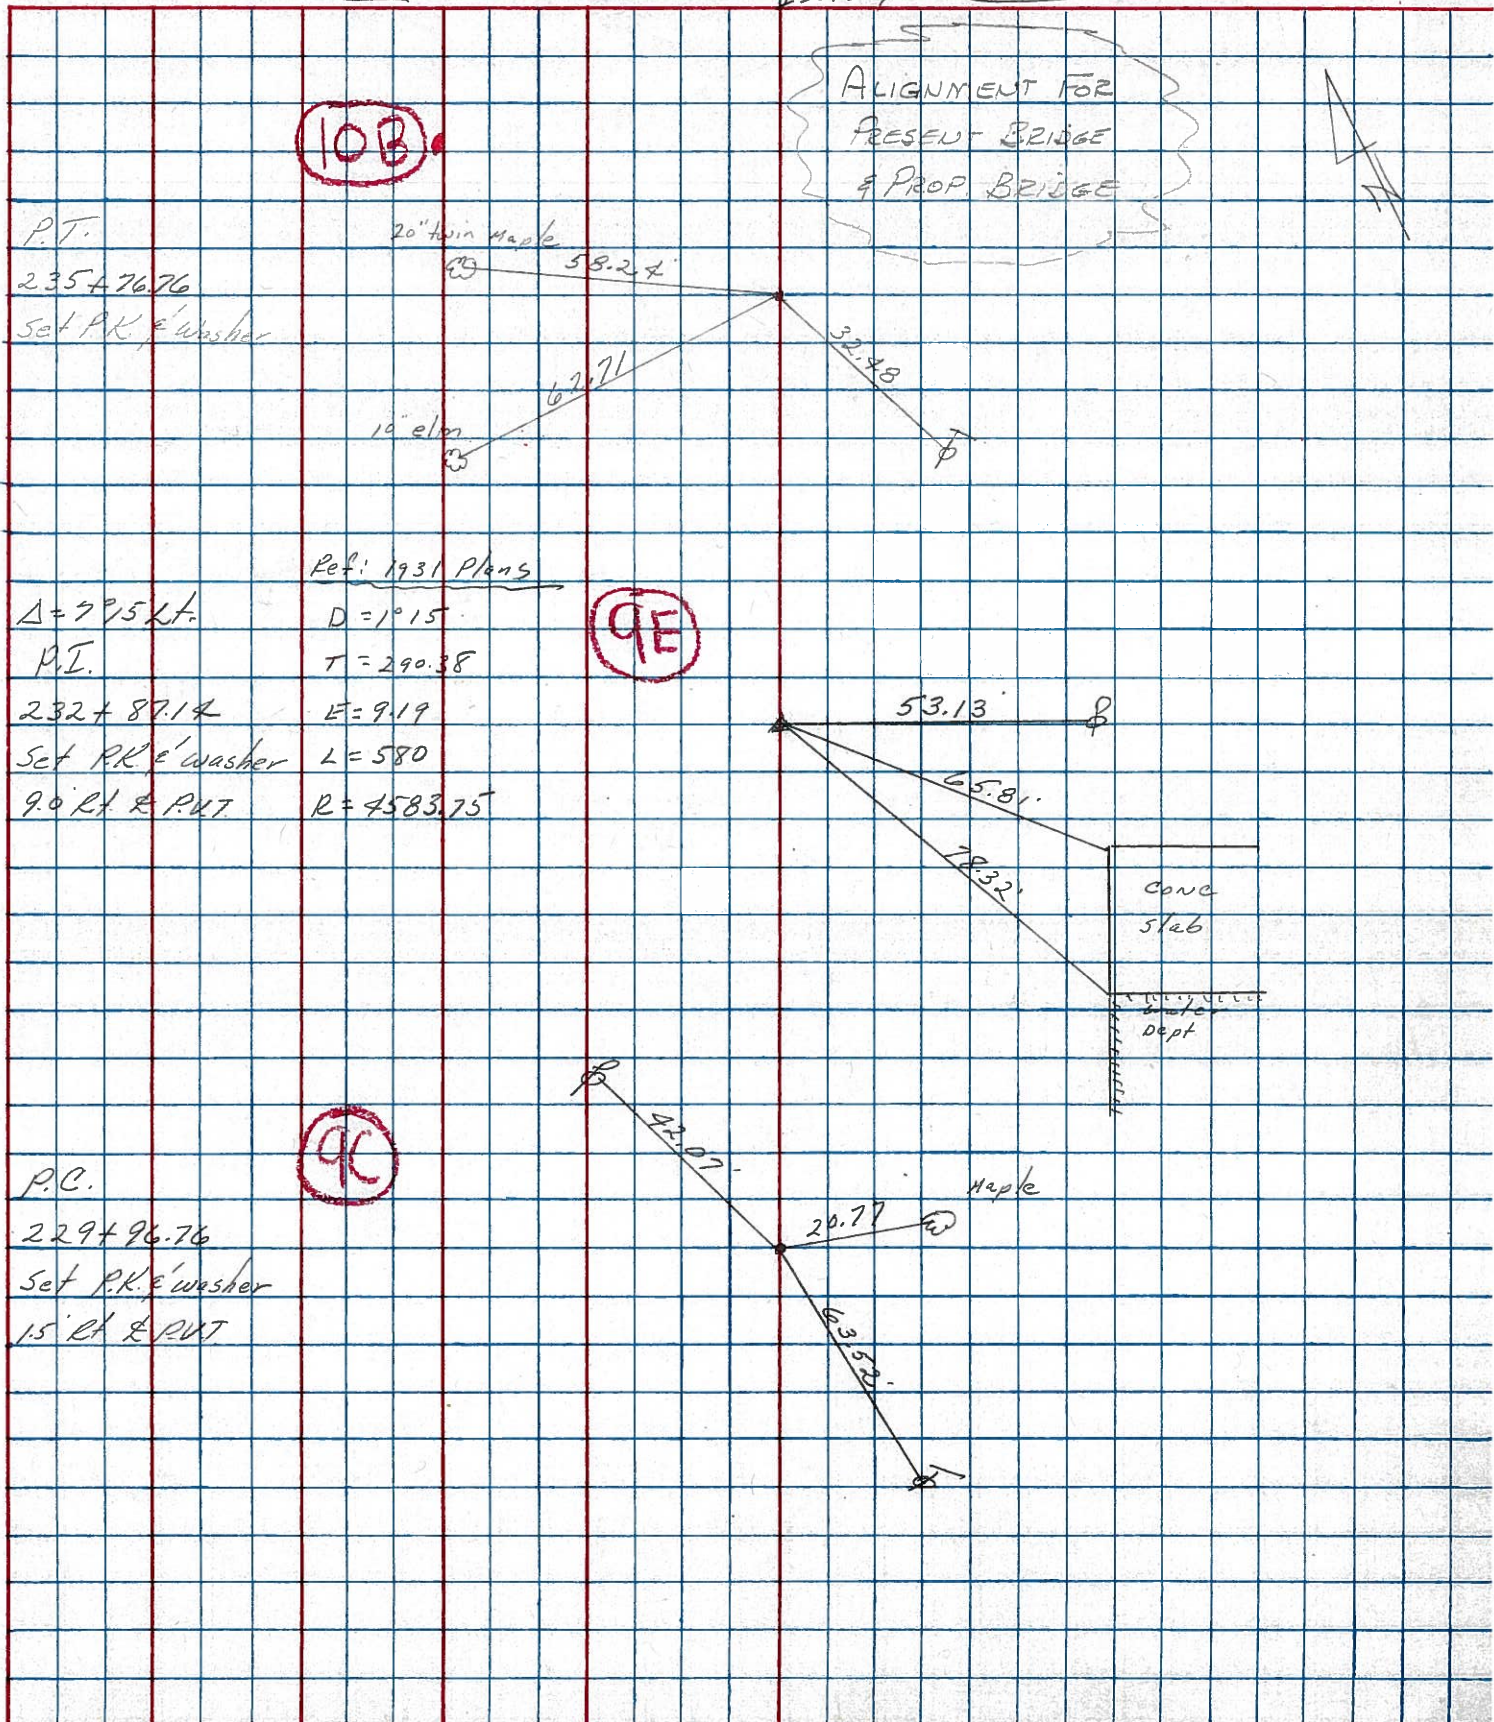 ALIGNMENT FOR
PRESENT BRIDGE
& PROP. BRIDGE
10B
P.T.
235+76.76
Set P.K. & washer
20" twin Maple
58.24
62.71
32.48
10" elm
Ref: 1931 Plans
Δ=7°15' Lt.
D=1°15'
P.I.
T=290.38
232+87.14
E=9.19
Set P.K. & washer
L=580
9.0' Rt ℄ P.V.T.
R=4583.75
9E
53.13
65.81
78.32
conc
slab
water
Dept
9C
P.C.
229+96.76
Set P.K. & washer
1.5' Rt ℄ P.V.T
42.07
20.77
Maple
63.52